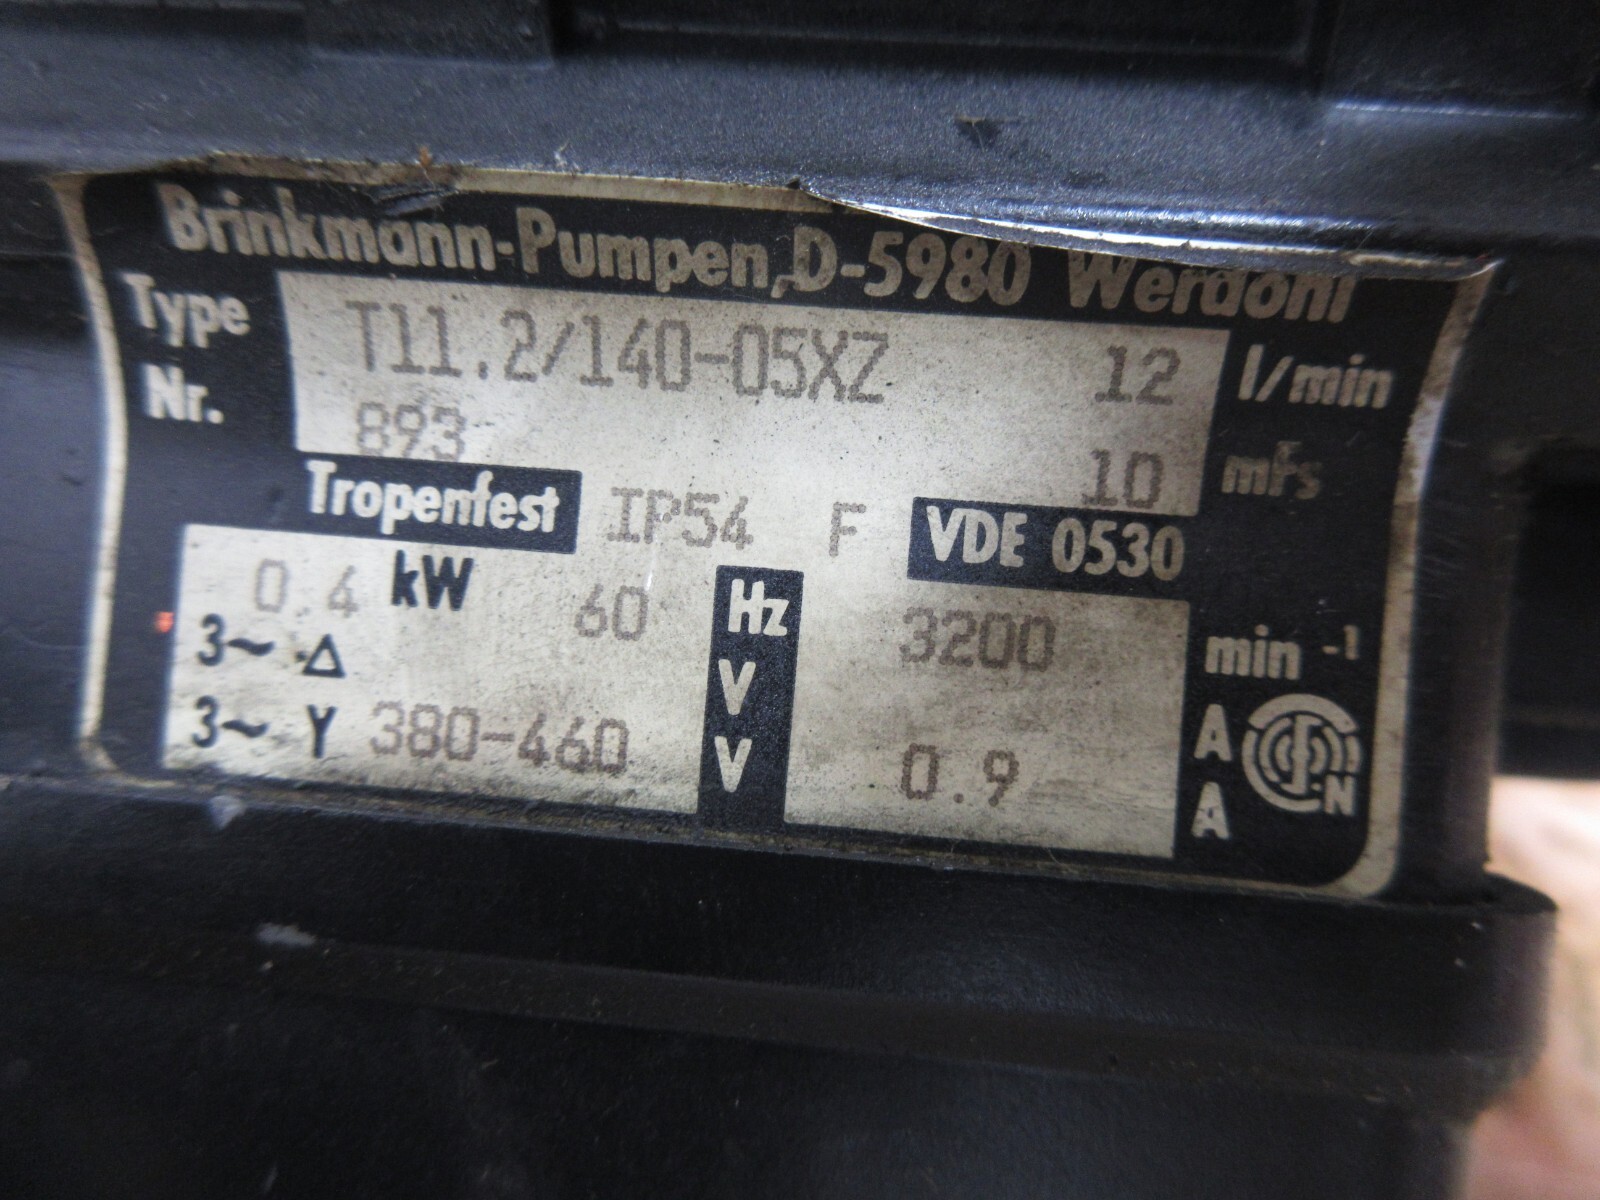 Brinkmann-Pumpen, D-5980 Werdohl
Type T11.2/140-05XZ 12 l/min
Nr. 893 10 mfs
Tropenfest IP54 F VDE 0530
0.4 kW 60 Hz 3200 min -1
3~ Δ V A
3~ Y 380-460 V 0.9 A
N